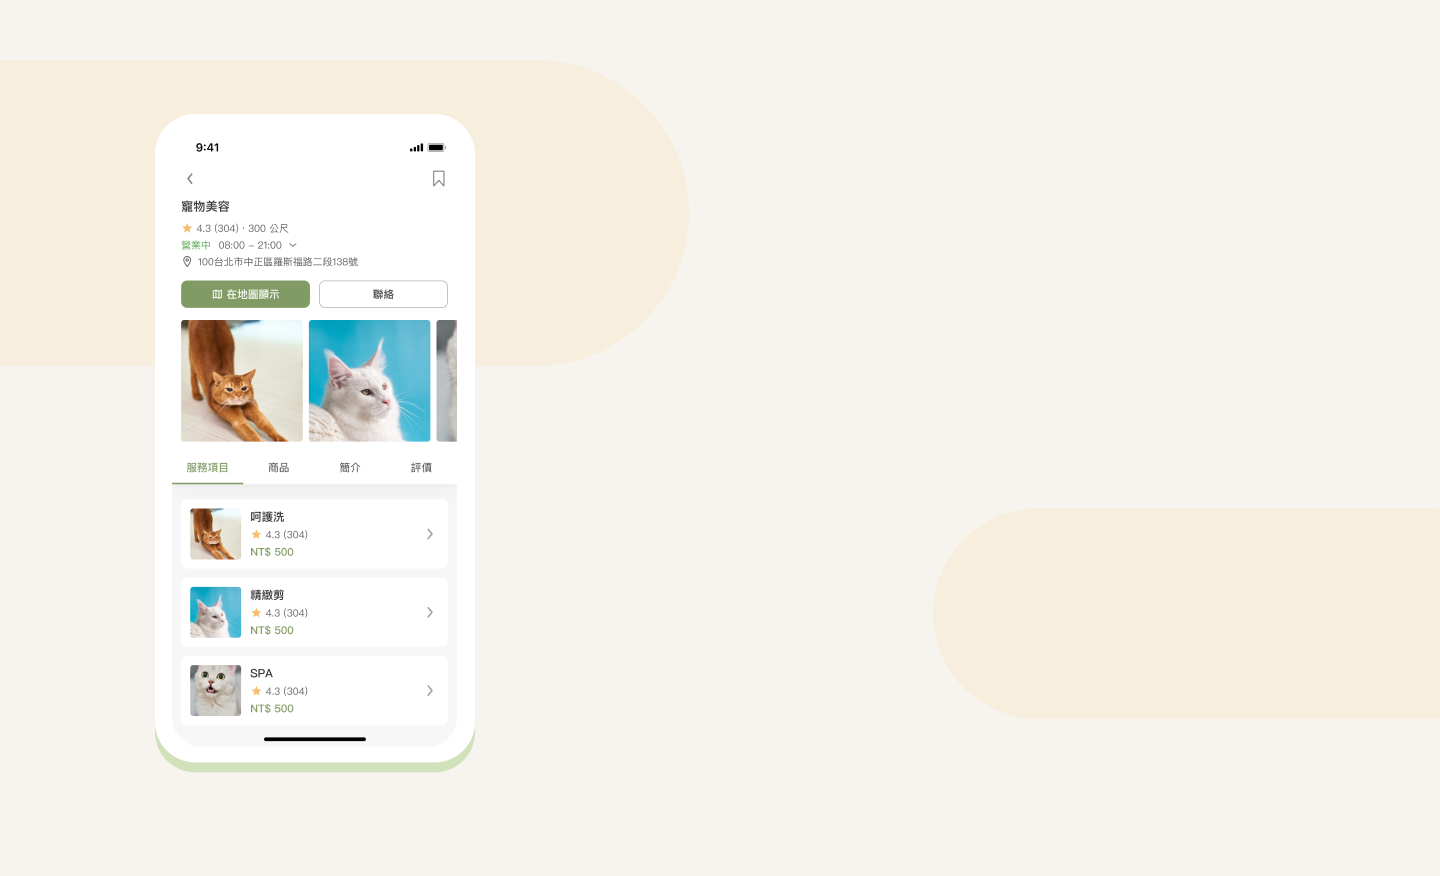 9:41
寵物美容
4.3 (304) · 300 公尺
營業中 08:00 – 21:00
100台北市中正區羅斯福路二段138號
在地圖顯示 聯絡
服務項目 商品 簡介 評價
呵護洗
4.3 (304)
NT$ 500
精緻剪
4.3 (304)
NT$ 500
SPA
4.3 (304)
NT$ 500